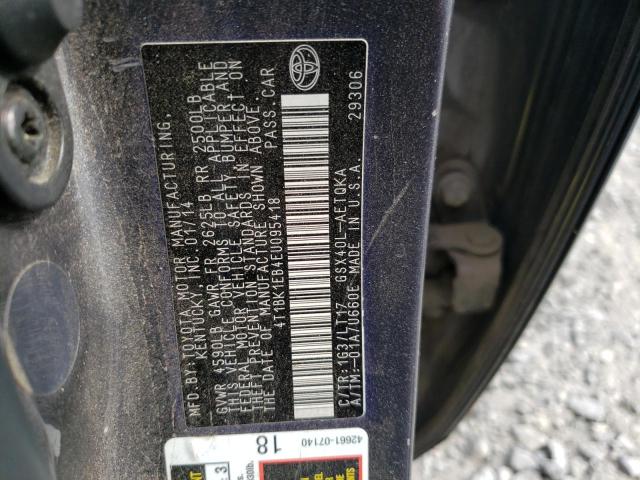 MFD.BY:TOYOTA MOTOR MANUFACTURING,
KENTUCKY INC. 01/14
GVWR 4590LB GAWR FR 2625LB RR 2500LB
THIS VEHICLE CONFORMS TO ALL APPLICABLE
FEDERAL MOTOR VEHICLE SAFETY, BUMPER AND
THEFT PREVENTION STANDARDS IN EFFECT ON
THE DATE OF MANUFACTURE SHOWN ABOVE.
4T1BK1EB4EU095418 PASS.CAR
C/TR:1G3/LT17 GSX40L-AETQKA
A/TM:-01A/U660E MADE IN U.S.A. 29306
42661-07140
18
3